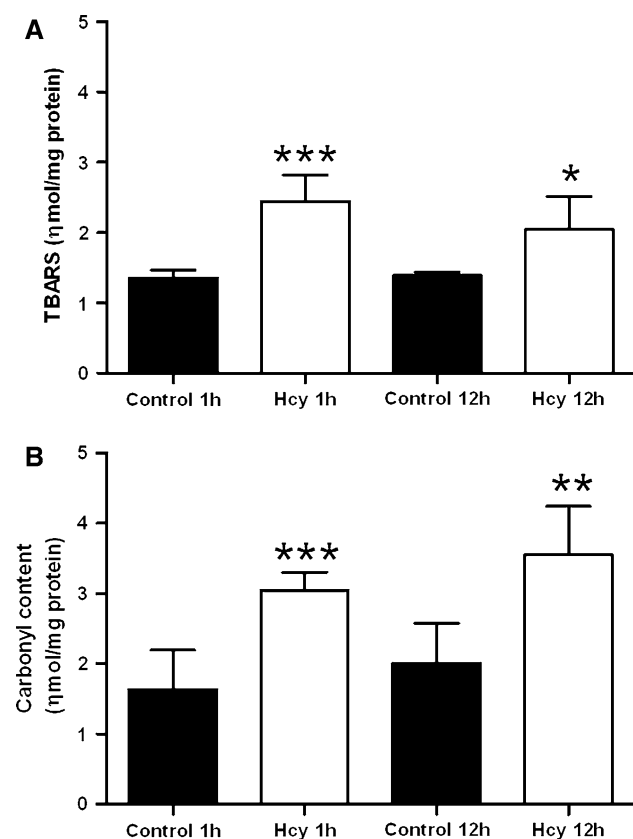 A
5
4
3
2
1
0
TBARS (ηmol/mg protein)
***
*
Control 1h Hcy 1h Control 12h Hcy 12h
B
5
4
3
2
1
0
Carbonyl content
(ηmol/mg protein)
***
**
Control 1h Hcy 1h Control 12h Hcy 12h